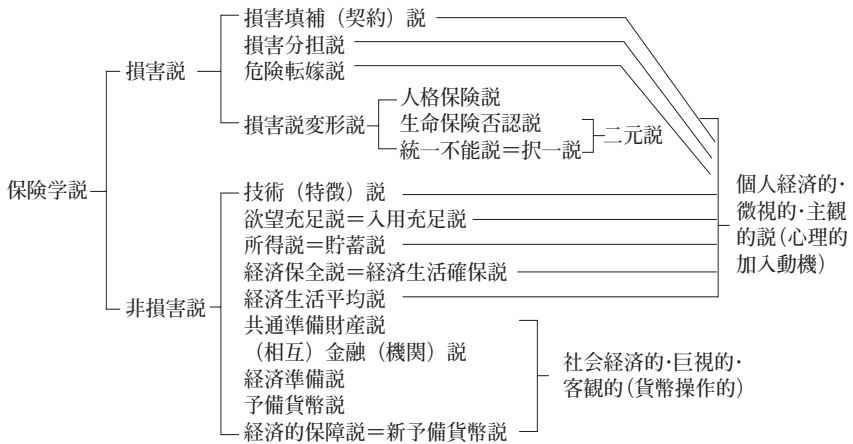 損害填補（契約）説
損害分担説
損害説
危険転嫁説
人格保険説
損害説変形説
生命保険否認説
二元説
統一不能説＝択一説
保険学説
技術（特徴）説
欲望充足説＝入用充足説
所得説＝貯蓄説
経済保全説＝経済生活確保説
非損害説
経済生活平均説
共通準備財産説
（相互）金融（機関）説
経済準備説
予備貨幣説
経済的保障説＝新予備貨幣説
個人経済的・
微視的・主観
的説（心理的
加入動機）
社会経済的・巨視的・
客観的（貨幣操作的）